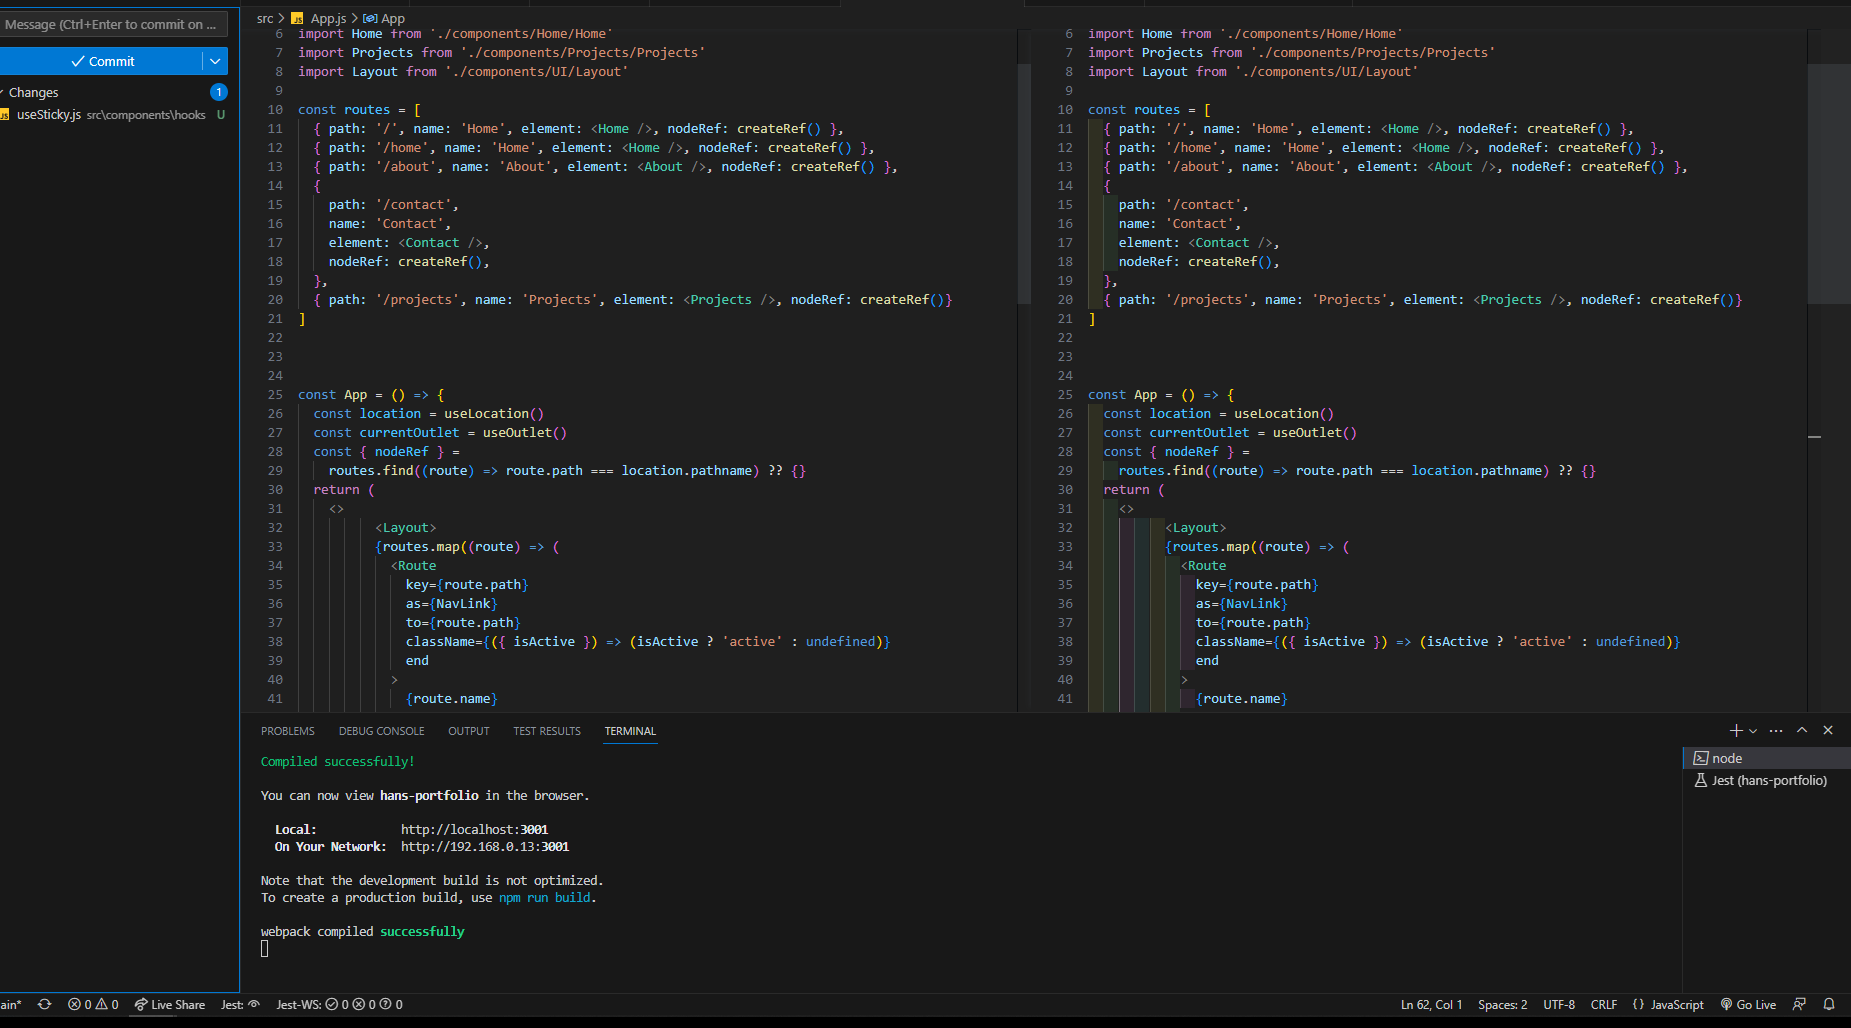 Message (Ctrl+Enter to commit on ...
Commit
Changes 1
JS useSticky.js src\components\hooks U
src > JS App.js > App
6 import Home from './components/Home/Home'
7 import Projects from './components/Projects/Projects'
8 import Layout from './components/UI/Layout'
9
10 const routes = [
11 { path: '/', name: 'Home', element: <Home />, nodeRef: createRef() },
12 { path: '/home', name: 'Home', element: <Home />, nodeRef: createRef() },
13 { path: '/about', name: 'About', element: <About />, nodeRef: createRef() },
14 {
15 path: '/contact',
16 name: 'Contact',
17 element: <Contact />,
18 nodeRef: createRef(),
19 },
20 { path: '/projects', name: 'Projects', element: <Projects />, nodeRef: createRef()}
21 ]
22
23
24
25 const App = () => {
26 const location = useLocation()
27 const currentOutlet = useOutlet()
28 const { nodeRef } =
29 routes.find((route) => route.path === location.pathname) ?? {}
30 return (
31 <>
32 <Layout>
33 {routes.map((route) => (
34 <Route
35 key={route.path}
36 as={NavLink}
37 to={route.path}
38 className={({ isActive }) => (isActive ? 'active' : undefined)}
39 end
40 >
41 {route.name}
6 import Home from './components/Home/Home'
7 import Projects from './components/Projects/Projects'
8 import Layout from './components/UI/Layout'
9
10 const routes = [
11 { path: '/', name: 'Home', element: <Home />, nodeRef: createRef() },
12 { path: '/home', name: 'Home', element: <Home />, nodeRef: createRef() },
13 { path: '/about', name: 'About', element: <About />, nodeRef: createRef() },
14 {
15 path: '/contact',
16 name: 'Contact',
17 element: <Contact />,
18 nodeRef: createRef(),
19 },
20 { path: '/projects', name: 'Projects', element: <Projects />, nodeRef: createRef()}
21 ]
22
23
24
25 const App = () => {
26 const location = useLocation()
27 const currentOutlet = useOutlet()
28 const { nodeRef } =
29 routes.find((route) => route.path === location.pathname) ?? {}
30 return (
31 <>
32 <Layout>
33 {routes.map((route) => (
34 <Route
35 key={route.path}
36 as={NavLink}
37 to={route.path}
38 className={({ isActive }) => (isActive ? 'active' : undefined)}
39 end
40 >
41 {route.name}
PROBLEMS DEBUG CONSOLE OUTPUT TEST RESULTS TERMINAL
Compiled successfully!
You can now view hans-portfolio in the browser.
Local: http://localhost:3001
On Your Network: http://192.168.0.13:3001
Note that the development build is not optimized.
To create a production build, use npm run build.
webpack compiled successfully
node
Jest (hans-portfolio)
ain* 0 0 Live Share Jest: Jest-WS: 0 0 0 Ln 62, Col 1 Spaces: 2 UTF-8 CRLF {} JavaScript Go Live